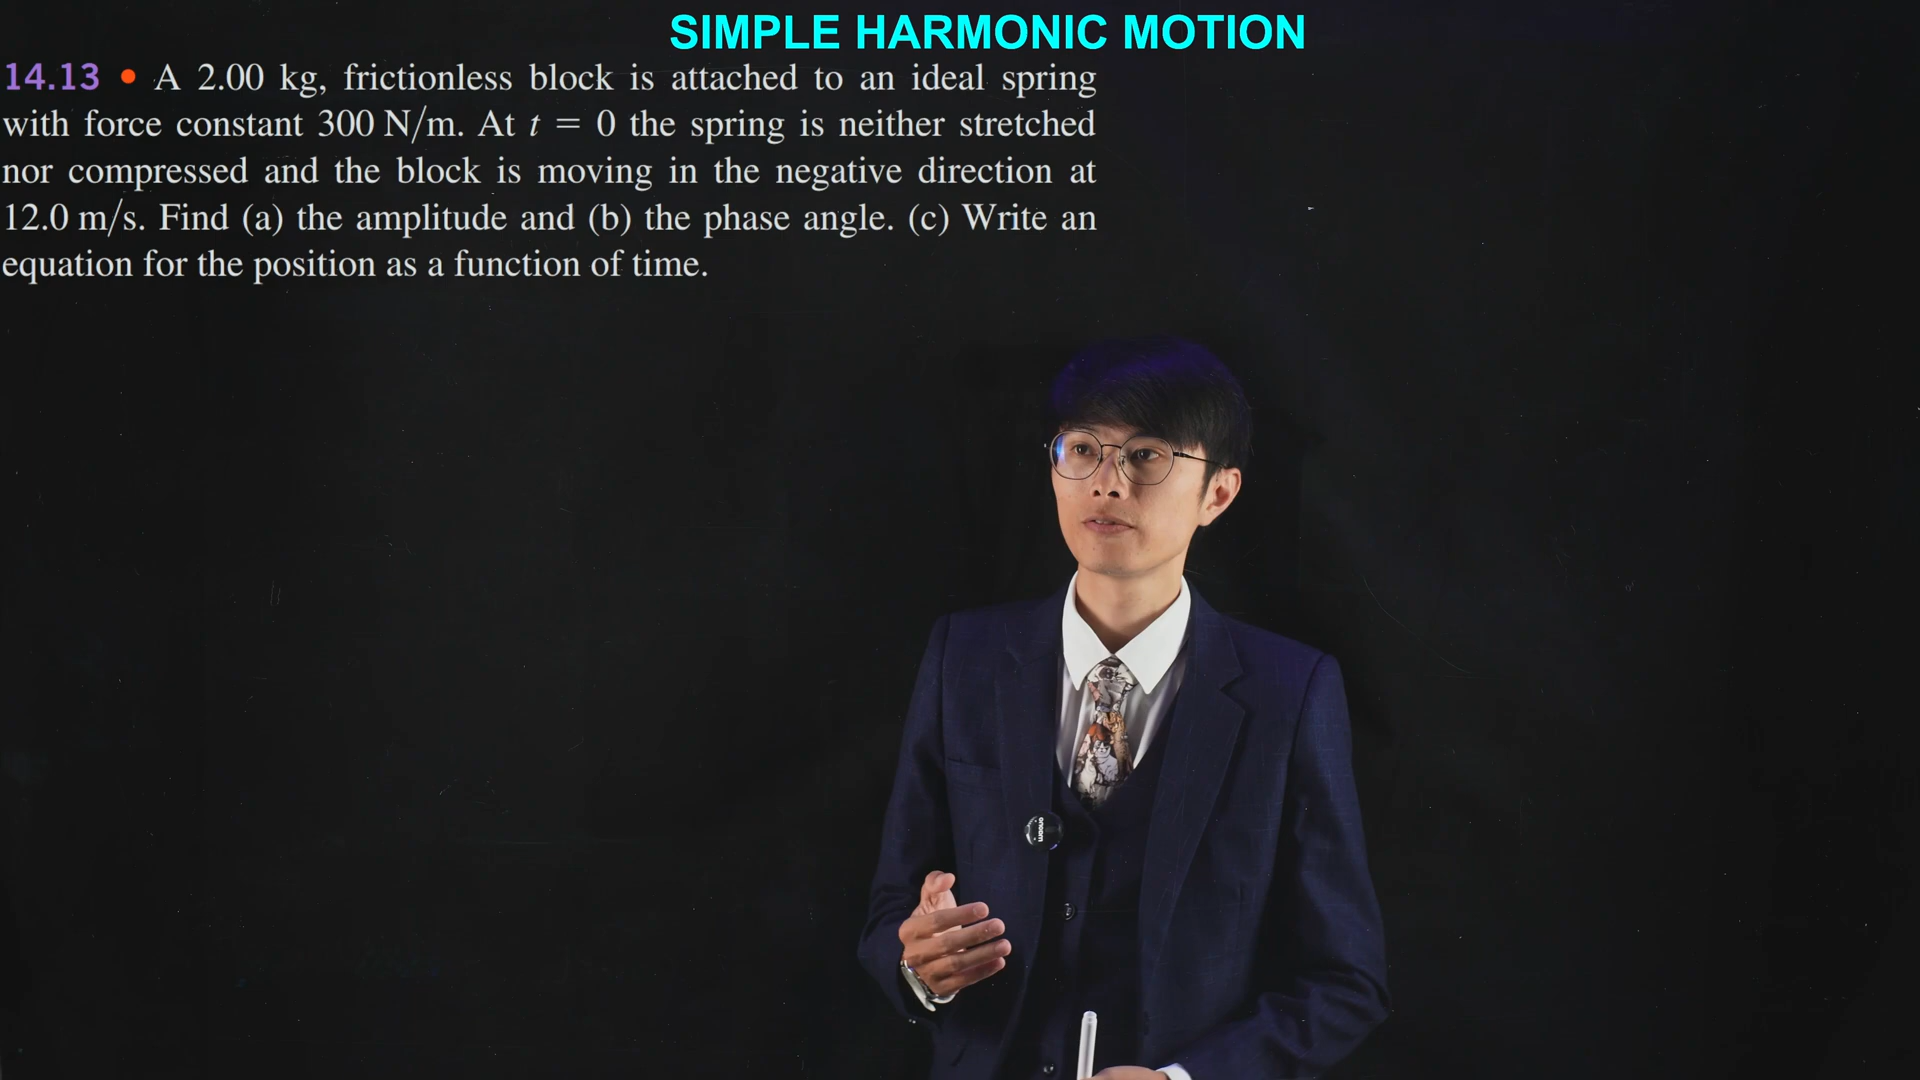 SIMPLE HARMONIC MOTION
14.13 • A 2.00 kg, frictionless block is attached to an ideal spring
with force constant 300 N/m. At t = 0 the spring is neither stretched
nor compressed and the block is moving in the negative direction at
12.0 m/s. Find (a) the amplitude and (b) the phase angle. (c) Write an
equation for the position as a function of time.